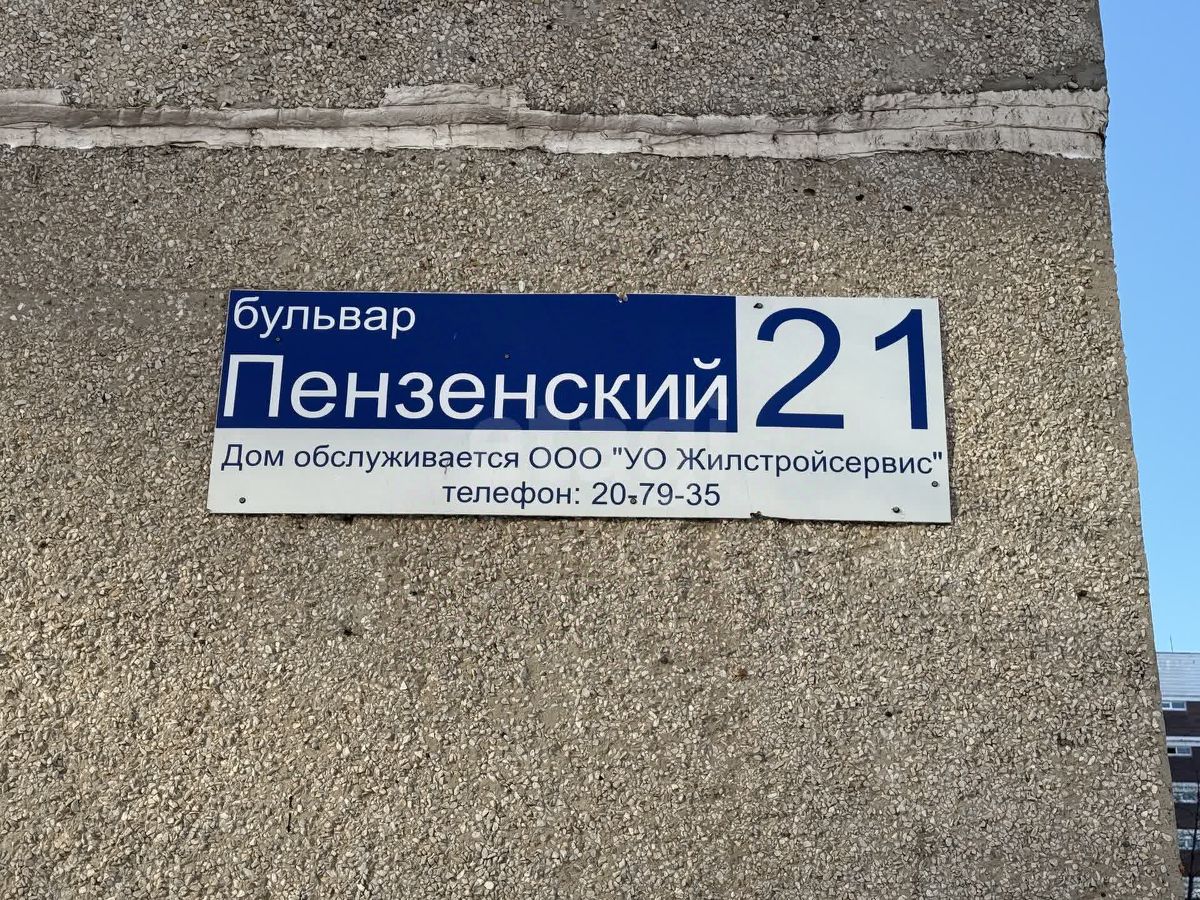 бульвар
Пензенский
21
Дом обслуживается ООО "УО Жилстройсервис"
телефон: 20-79-35